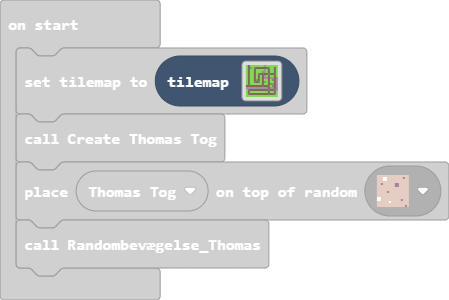 on start
set tilemap to tilemap
call Create Thomas Tog
place Thomas Tog on top of random
call Randombevægelse_Thomas